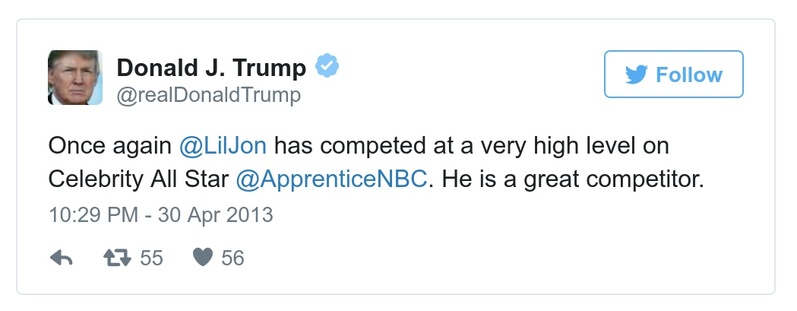 Donald J. Trump
@realDonaldTrump
Follow
Once again @LilJon has competed at a very high level on
Celebrity All Star @ApprenticeNBC. He is a great competitor.
10:29 PM - 30 Apr 2013
55 56